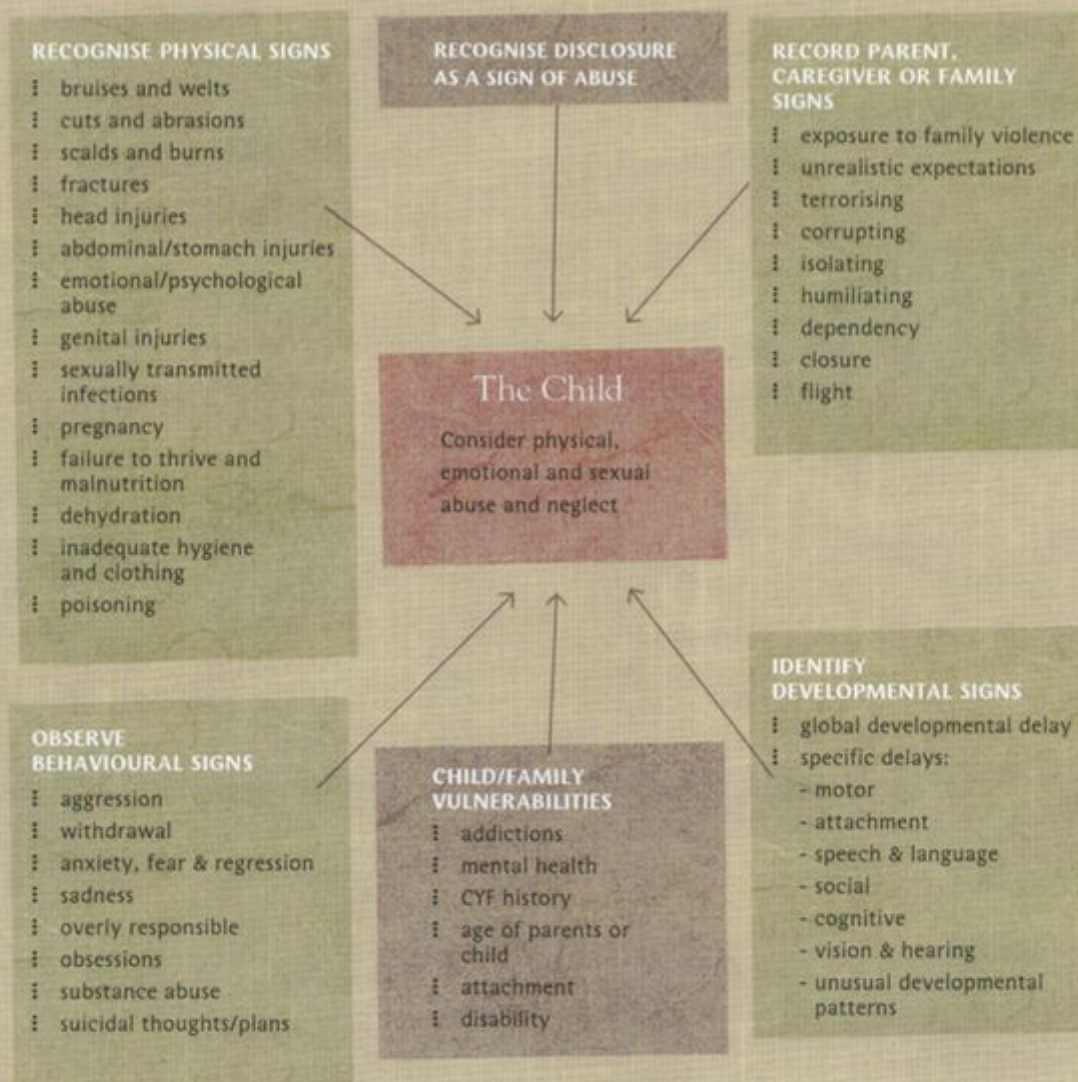 RECOGNISE PHYSICAL SIGNS
bruises and welts
cuts and abrasions
scalds and burns
fractures
head injuries
abdominal/stomach injuries
emotional/psychological
abuse
genital injuries
sexually transmitted
infections
pregnancy
failure to thrive and
malnutrition
dehydration
inadequate hygiene
and clothing
poisoning
RECOGNISE DISCLOSURE
AS A SIGN OF ABUSE
RECORD PARENT,
CAREGIVER OR FAMILY
SIGNS
exposure to family violence
unrealistic expectations
terrorising
corrupting
isolating
humiliating
dependency
closure
flight
The Child
Consider physical,
emotional and sexual
abuse and neglect
OBSERVE
BEHAVIOURAL SIGNS
aggression
withdrawal
anxiety, fear & regression
sadness
overly responsible
obsessions
substance abuse
suicidal thoughts/plans
CHILD/FAMILY
VULNERABILITIES
addictions
mental health
CYF history
age of parents or
child
attachment
disability
IDENTIFY
DEVELOPMENTAL SIGNS
global developmental delay
specific delays:
- motor
- attachment
- speech & language
- social
- cognitive
- vision & hearing
- unusual developmental
patterns